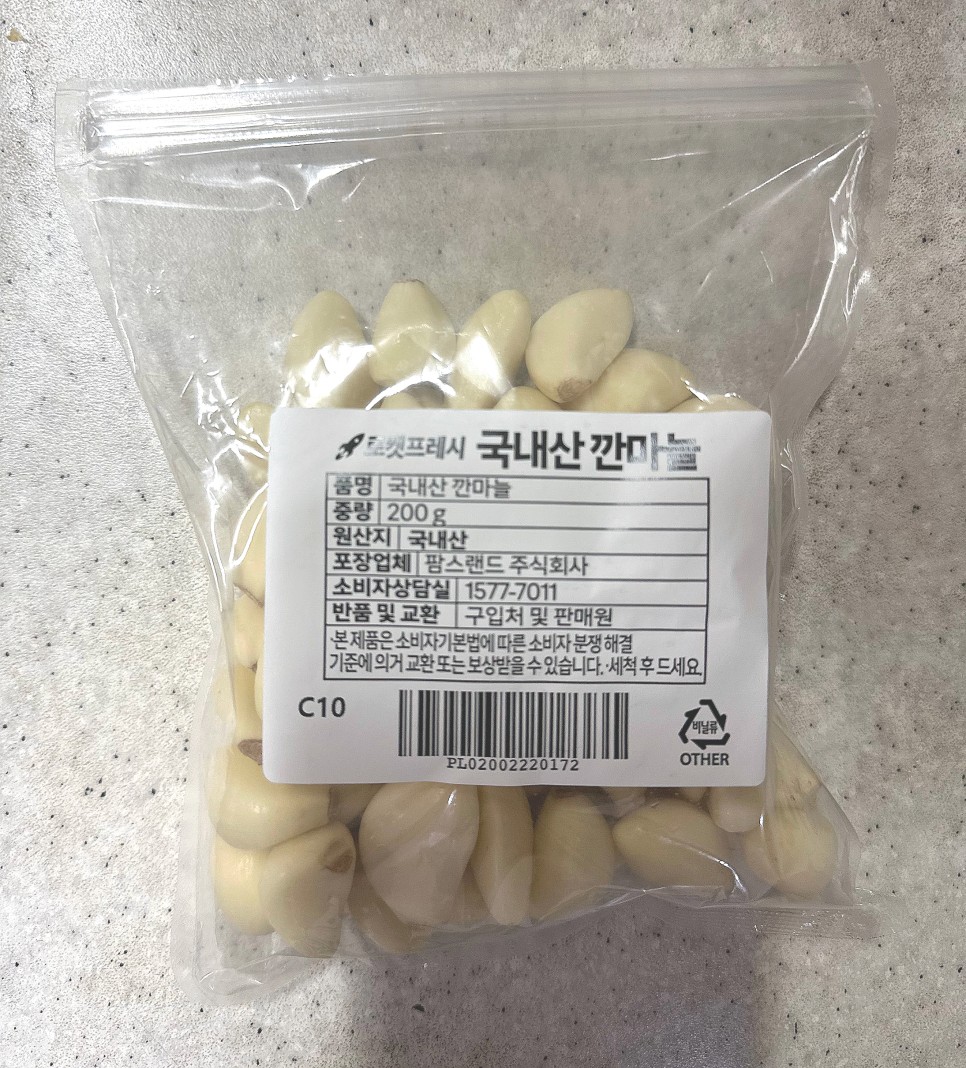 로켓프레시 국내산 깐마늘
품명 국내산 깐마늘
중량 200 g
원산지 국내산
포장업체 팜스랜드 주식회사
소비자상담실 1577-7011
반품 및 교환 구입처 및 판매원
·본 제품은 소비자기본법에 따른 소비자 분쟁 해결
기준에 의거 교환 또는 보상받을 수 있습니다. ·세척 후 드세요.
C10
PL02002220172
비닐류
OTHER